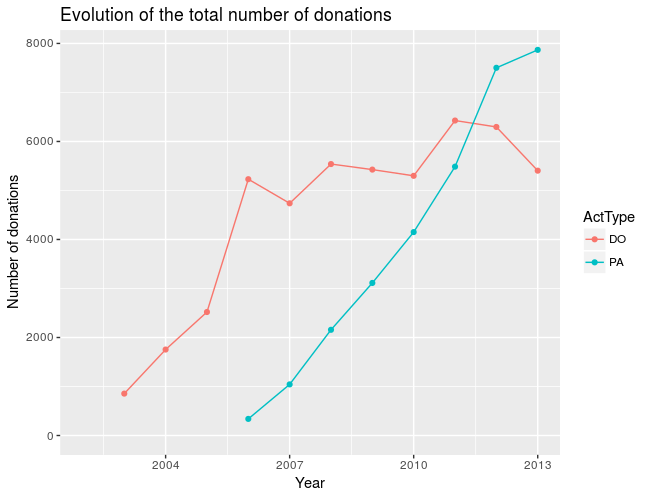 Evolution of the total number of donations
Number of donations
8000
6000
4000
2000
0
2004
2007
2010
2013
Year
ActType
DO
PA